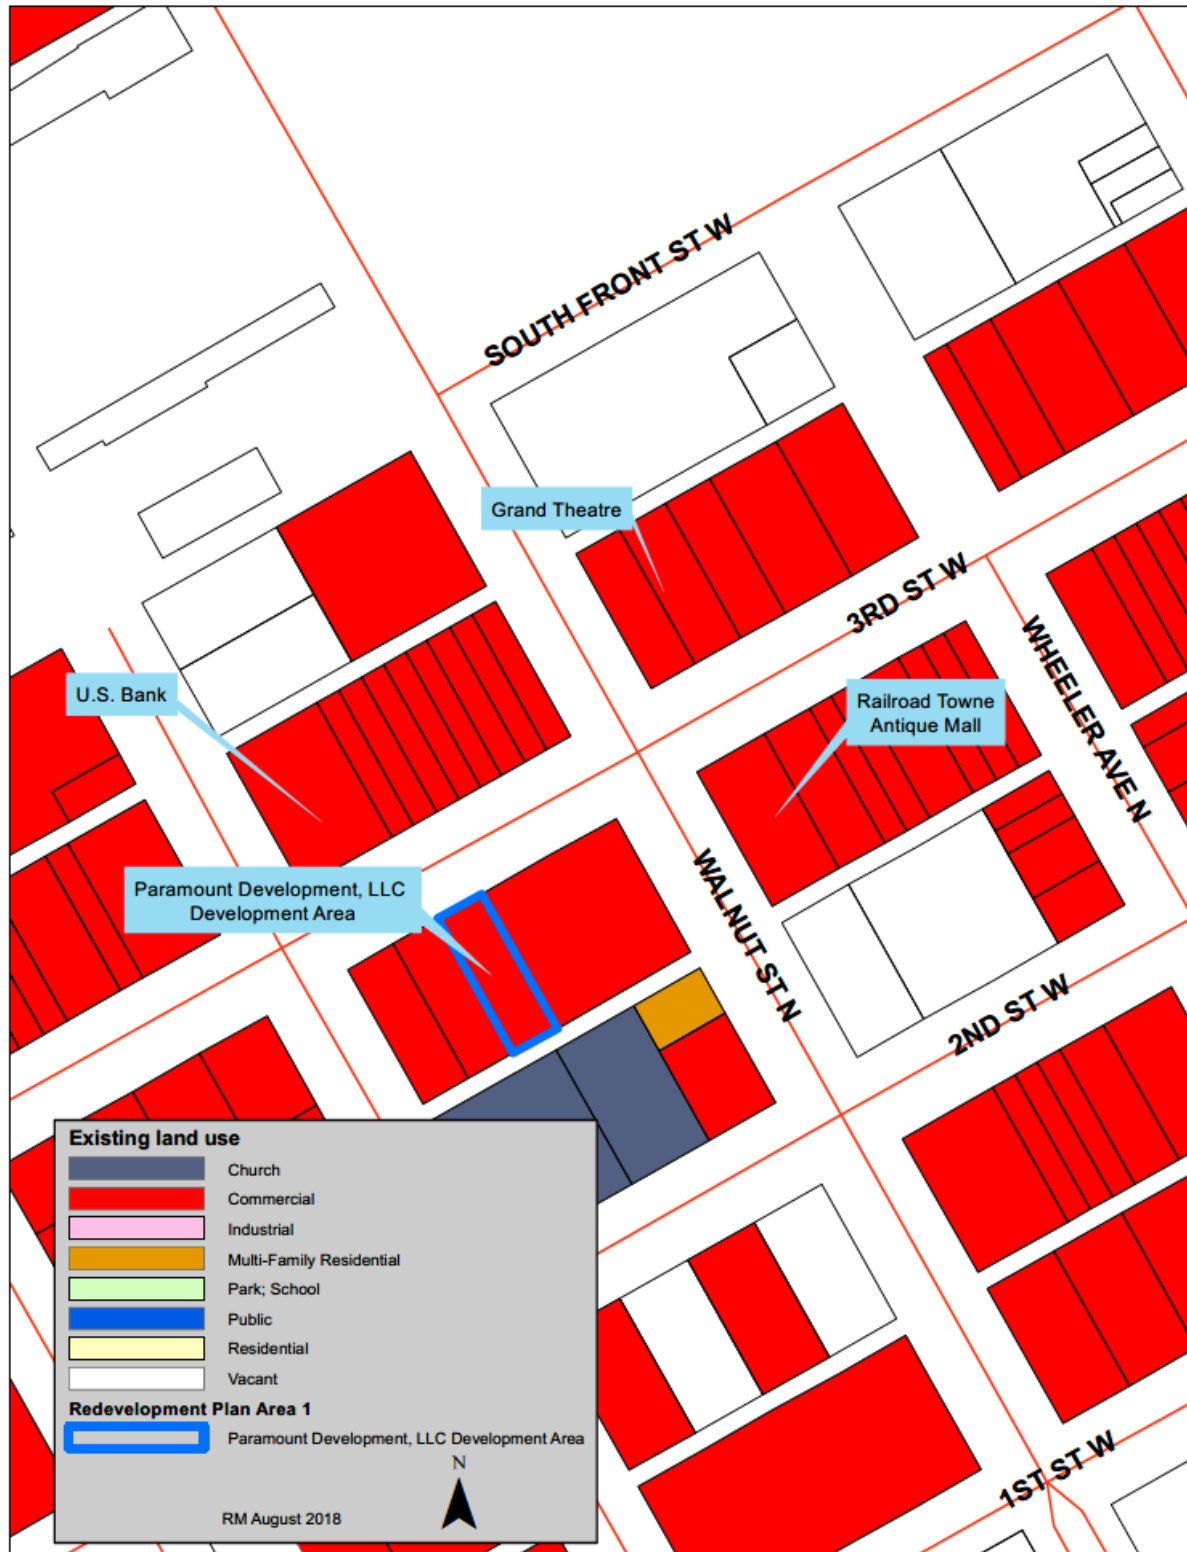 SOUTH FRONT ST W
Grand Theatre
3RD ST W
WHEELER AVE N
U.S. Bank
Railroad Towne
Antique Mall
Paramount Development, LLC
Development Area
WALNUT ST N
2ND ST W
1ST ST W
Existing land use
Church
Commercial
Industrial
Multi-Family Residential
Park; School
Public
Residential
Vacant
Redevelopment Plan Area 1
Paramount Development, LLC Development Area
N
RM August 2018